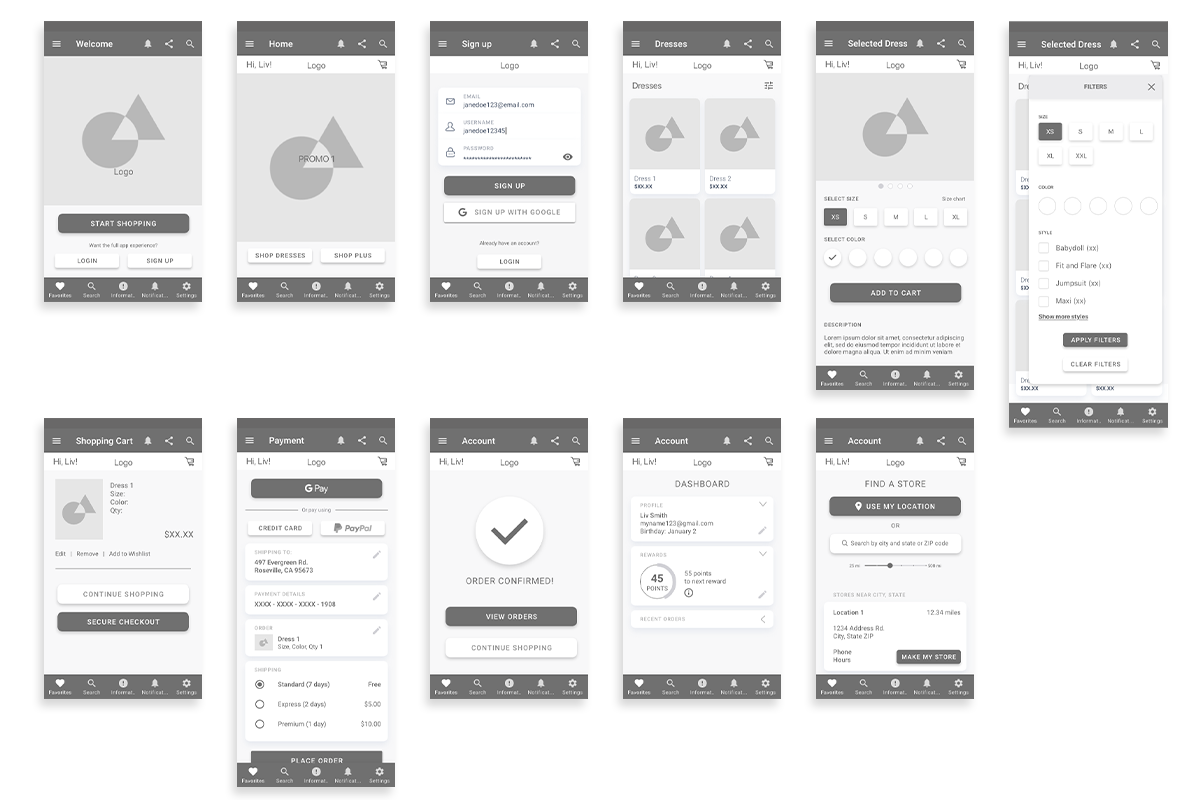 Welcome
Logo
START SHOPPING
Want the full app experience?
LOGIN
SIGN UP
Favorites
Search
Informat..
Notificat...
Settings
Home
Hi, Liv!
Logo
PROMO 1
SHOP DRESSES
SHOP PLUS
Favorites
Search
Informat..
Notificat...
Settings
Sign up
Logo
EMAIL
janedoe123@email.com
USERNAME
janedoe12345
PASSWORD
SIGN UP
G SIGN UP WITH GOOGLE
Already have an account?
LOGIN
Favorites
Search
Informat..
Notificat...
Settings
Dresses
Hi, Liv!
Logo
Dresses
Dress 1
$XX.XX
Dress 2
$XX.XX
Favorites
Search
Informat..
Notificat...
Settings
Selected Dress
Hi, Liv!
Logo
SELECT SIZE
Size chart
XS
S
M
L
XL
SELECT COLOR
ADD TO CART
DESCRIPTION
Lorem ipsum dolor sit amet, consectetur adipiscing
elit, sed do eiusmod tempor incididunt ut labore et
dolore magna aliqua. Ut enim ad minim veniam
Favorites
Search
Informat..
Notificat...
Settings
Selected Dress
Hi, Liv!
Logo
FILTERS
SIZE
XS
S
M
L
XL
XXL
COLOR
STYLE
Babydoll (xx)
Fit and Flare (xx)
Jumpsuit (xx)
Maxi (xx)
Show more styles
APPLY FILTERS
CLEAR FILTERS
$XX.XX
$XX.XX
Favorites
Search
Informat..
Notificat...
Settings
Shopping Cart
Hi, Liv!
Logo
Dress 1
Size:
Color:
Qty:
$XX.XX
Edit | Remove | Add to Wishlist
CONTINUE SHOPPING
SECURE CHECKOUT
Favorites
Search
Informat..
Notificat...
Settings
Payment
Hi, Liv!
Logo
G Pay
Or pay using
CREDIT CARD
PayPal
SHIPPING TO:
497 Evergreen Rd.
Roseville, CA 95673
PAYMENT DETAILS
XXXX - XXXX - XXXX - 1908
ORDER
Dress 1
Size, Color, Qty 1
SHIPPING
Standard (7 days) Free
Express (2 days) $5.00
Premium (1 day) $10.00
PLACE ORDER
Favorites
Search
Informat..
Notificat...
Settings
Account
Hi, Liv!
Logo
ORDER CONFIRMED!
VIEW ORDERS
CONTINUE SHOPPING
Favorites
Search
Informat..
Notificat...
Settings
Account
Hi, Liv!
Logo
DASHBOARD
PROFILE
Liv Smith
myname123@gmail.com
Birthday: January 2
REWARDS
45
POINTS
55 points
to next reward
RECENT ORDERS
Favorites
Search
Informat..
Notificat...
Settings
Account
Hi, Liv!
Logo
FIND A STORE
USE MY LOCATION
OR
Search by city and state or ZIP code
STORES NEAR CITY, STATE
Location 1
12.34 miles
1234 Address Rd.
City, State ZIP
Phone
Hours
MAKE MY STORE
Favorites
Search
Informat..
Notificat...
Settings